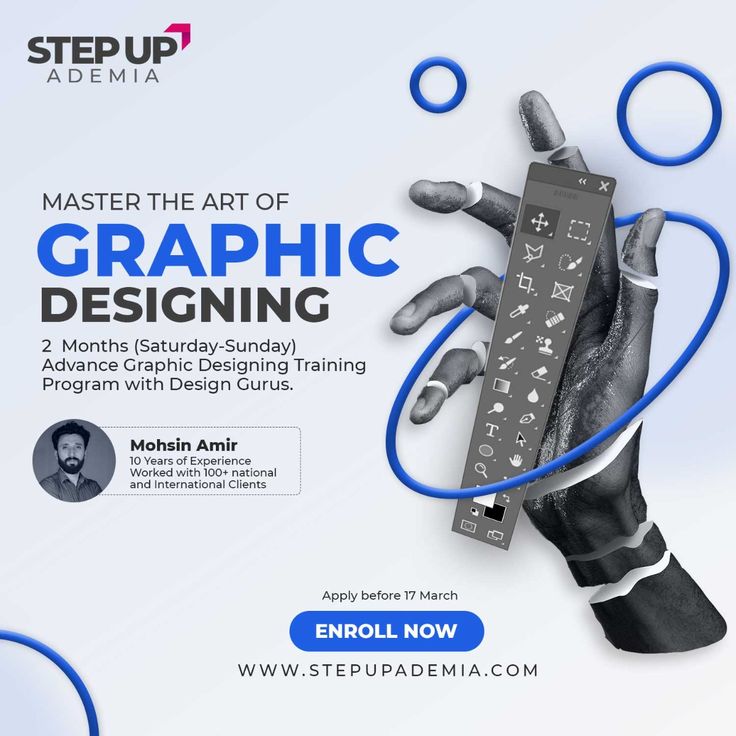 STEP UP
ADEMIA
MASTER THE ART OF
GRAPHIC
DESIGNING
2 Months (Saturday-Sunday)
Advance Graphic Designing Training
Program with Design Gurus.
Mohsin Amir
10 Years of Experience
Worked with 100+ national
and International Clients
T
Apply before 17 March
ENROLL NOW
WWW.STEPUPADEMIA.COM